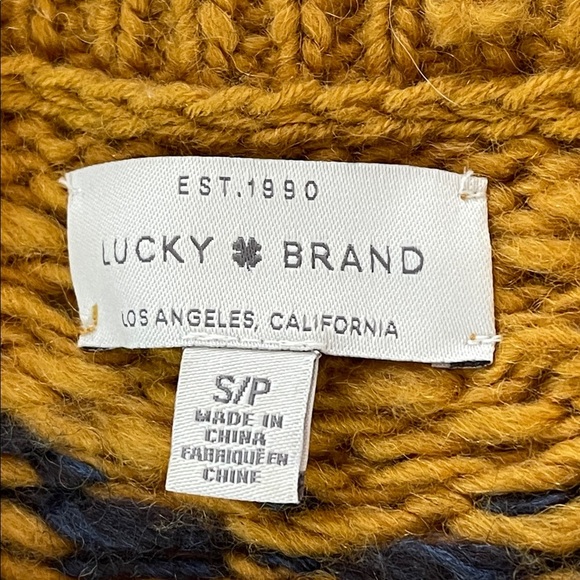 EST.1990
LUCKY BRAND
LOS ANGELES, CALIFORNIA
S/P
MADE IN
CHINA
FABRIQUÉ EN
CHINE